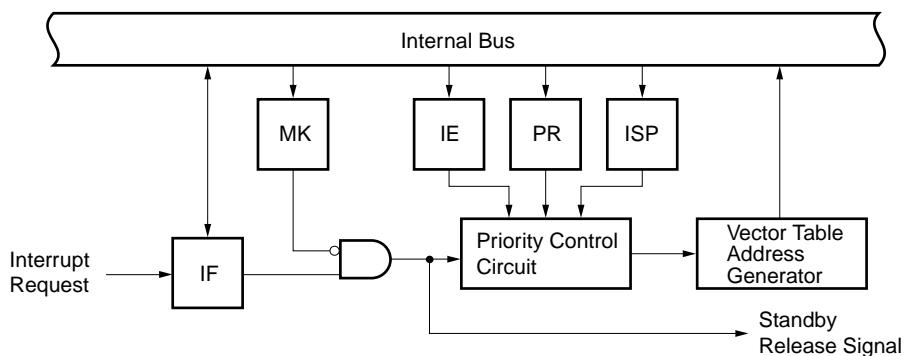 Internal Bus
MK
IE
PR
ISP
Interrupt
Request
IF
Priority Control
Circuit
Vector Table
Address
Generator
Standby
Release Signal